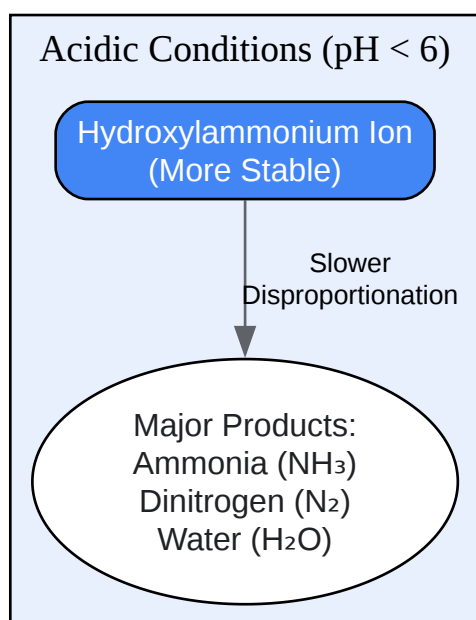 Acidic Conditions (pH < 6)
Hydroxylammonium Ion
(More Stable)
Slower
Disproportionation
Major Products:
Ammonia (NH₃)
Dinitrogen (N₂)
Water (H₂O)